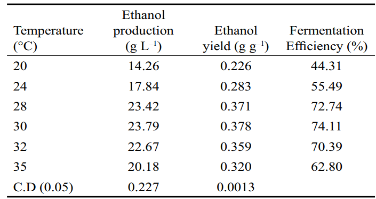 Temperature (°C) Ethanol production (g L ¹) Ethanol yield (g g ¹) Fermentation Efficiency (%)
20 14.26 0.226 44.31
24 17.84 0.283 55.49
28 23.42 0.371 72.74
30 23.79 0.378 74.11
32 22.67 0.359 70.39
35 20.18 0.320 62.80
C.D (0.05) 0.227 0.0013